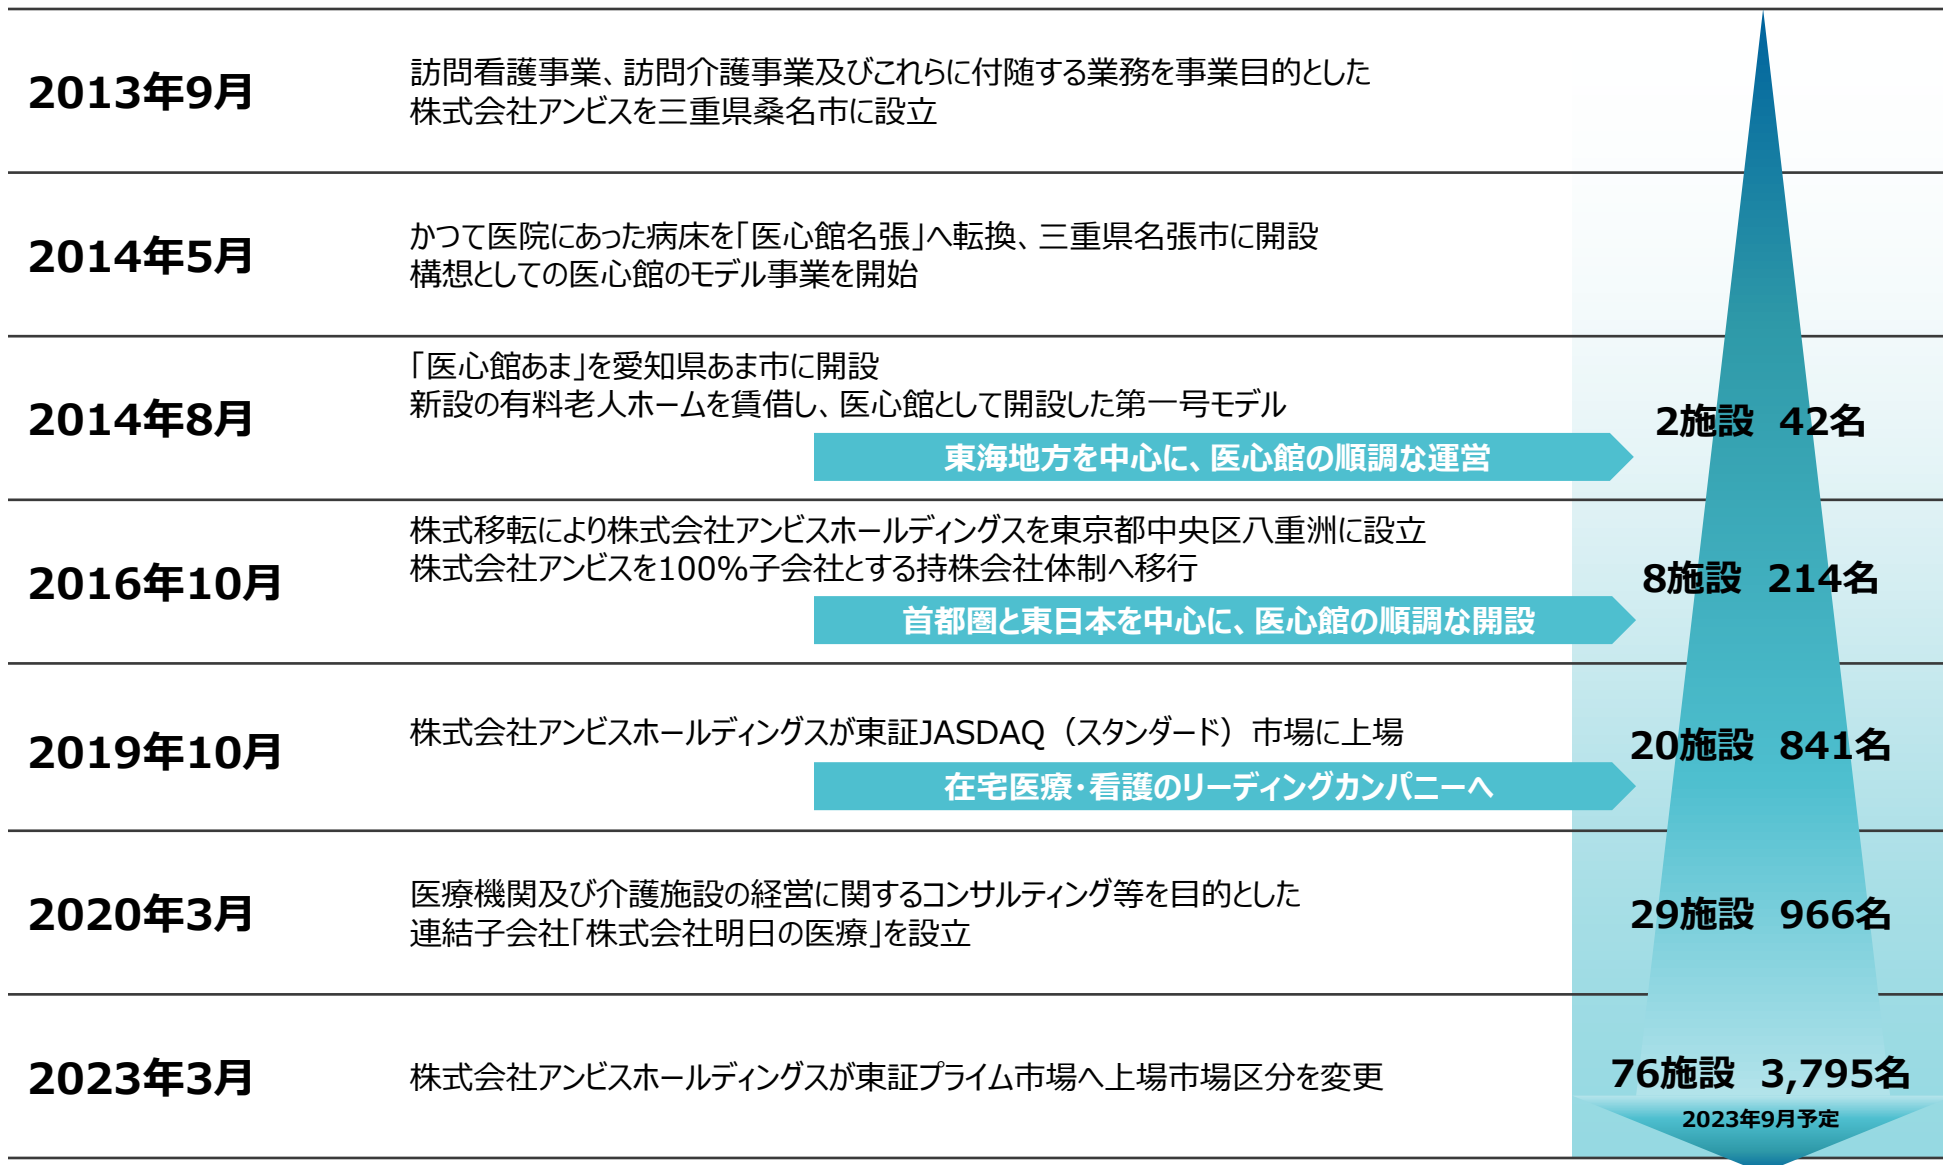 2013年9月
訪問看護事業、訪問介護事業及びこれらに付随する業務を事業目的とした
株式会社アンビスを三重県桑名市に設立
2014年5月
かつて医院にあった病床を「医心館名張」へ転換、三重県名張市に開設
構想としての医心館のモデル事業を開始
2014年8月
「医心館あま」を愛知県あま市に開設
新設の有料老人ホームを賃借し、医心館として開設した第一号モデル
東海地方を中心に、医心館の順調な運営
2施設 42名
2016年10月
株式移転により株式会社アンビスホールディングスを東京都中央区八重洲に設立
株式会社アンビスを100%子会社とする持株会社体制へ移行
首都圏と東日本を中心に、医心館の順調な開設
8施設 214名
2019年10月
株式会社アンビスホールディングスが東証JASDAQ（スタンダード）市場に上場
在宅医療・看護のリーディングカンパニーへ
20施設 841名
2020年3月
医療機関及び介護施設の経営に関するコンサルティング等を目的とした
連結子会社「株式会社明日の医療」を設立
29施設 966名
2023年3月
株式会社アンビスホールディングスが東証プライム市場へ上場市場区分を変更
76施設 3,795名
2023年9月予定